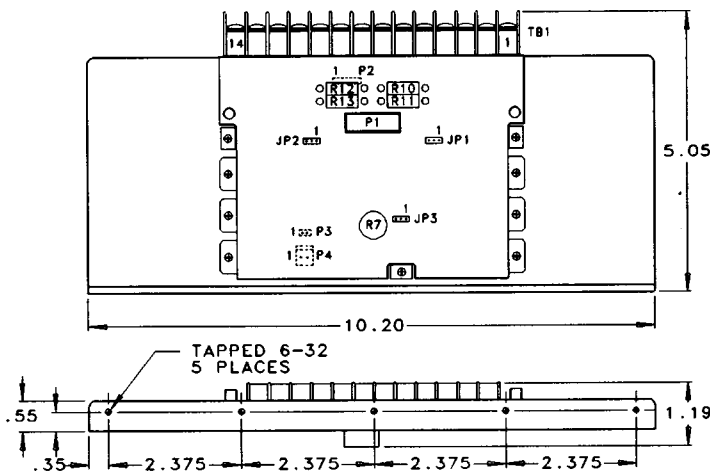 14
1
TB1
1 P2
R12 R10
R13 R11
P1
1
JP2
1
JP1
5.05
1
JP3
R7
1 P3
1 P4
10.20
TAPPED 6-32
5 PLACES
.55
1.19
.35
2.375
2.375
2.375
2.375